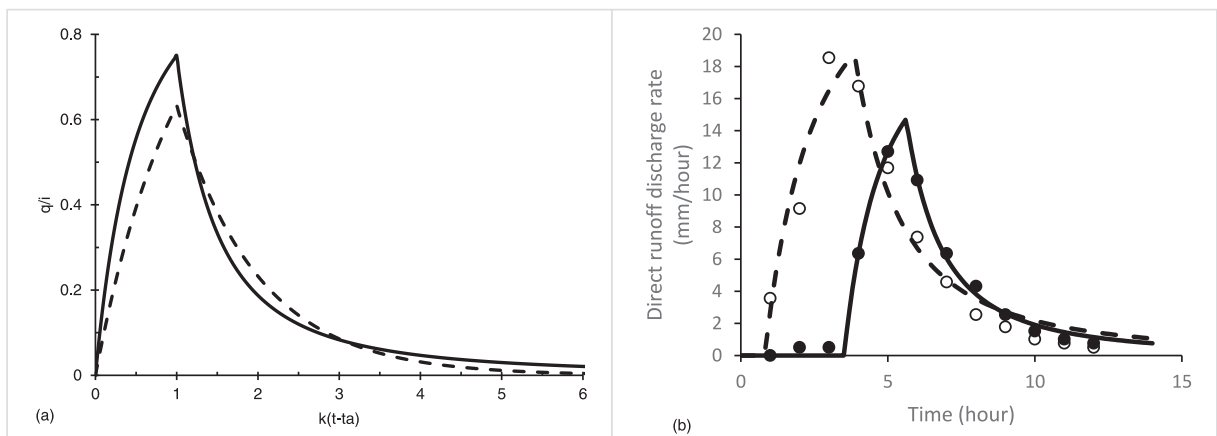 0.8
0.6
0.4
0.2
0
q/i
0 1 2 3 4 5 6
k(t-ta)
(a)
20
18
16
14
12
10
8
6
4
2
0
Direct runoff discharge rate
(mm/hour)
0 5 10 15
Time (hour)
(b)